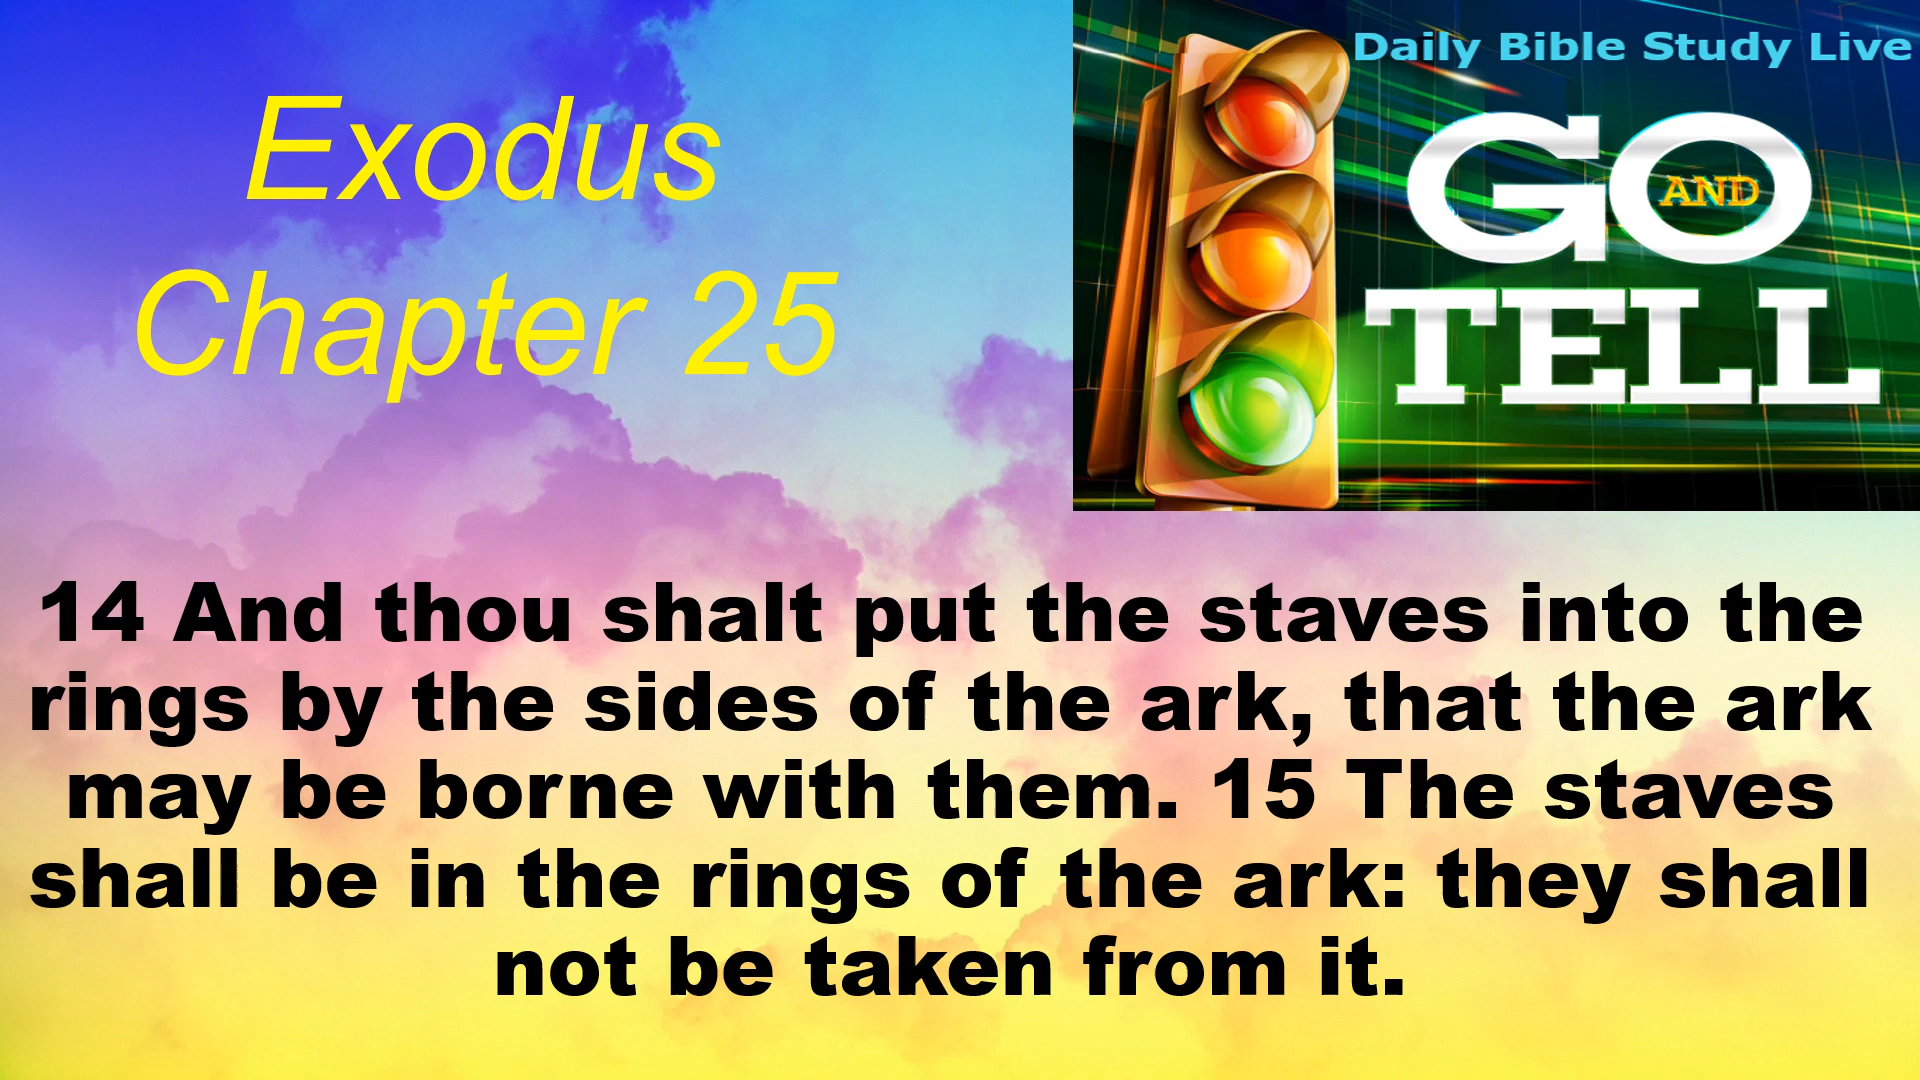 Exodus
Chapter 25
Daily Bible Study Live
GO
AND
TELL
14 And thou shalt put the staves into the
rings by the sides of the ark, that the ark
may be borne with them. 15 The staves
shall be in the rings of the ark: they shall
not be taken from it.